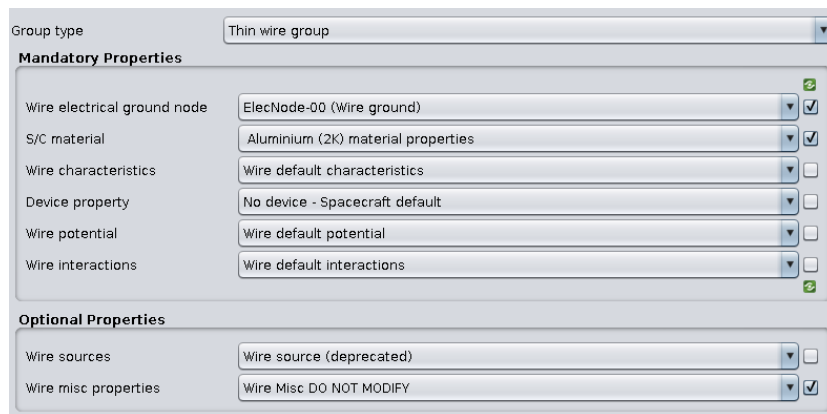 Group type Thin wire group
Mandatory Properties
Wire electrical ground node ElecNode-00 (Wire ground)
S/C material Aluminium (2K) material properties
Wire characteristics Wire default characteristics
Device property No device - Spacecraft default
Wire potential Wire default potential
Wire interactions Wire default interactions
Optional Properties
Wire sources Wire source (deprecated)
Wire misc properties Wire Misc DO NOT MODIFY